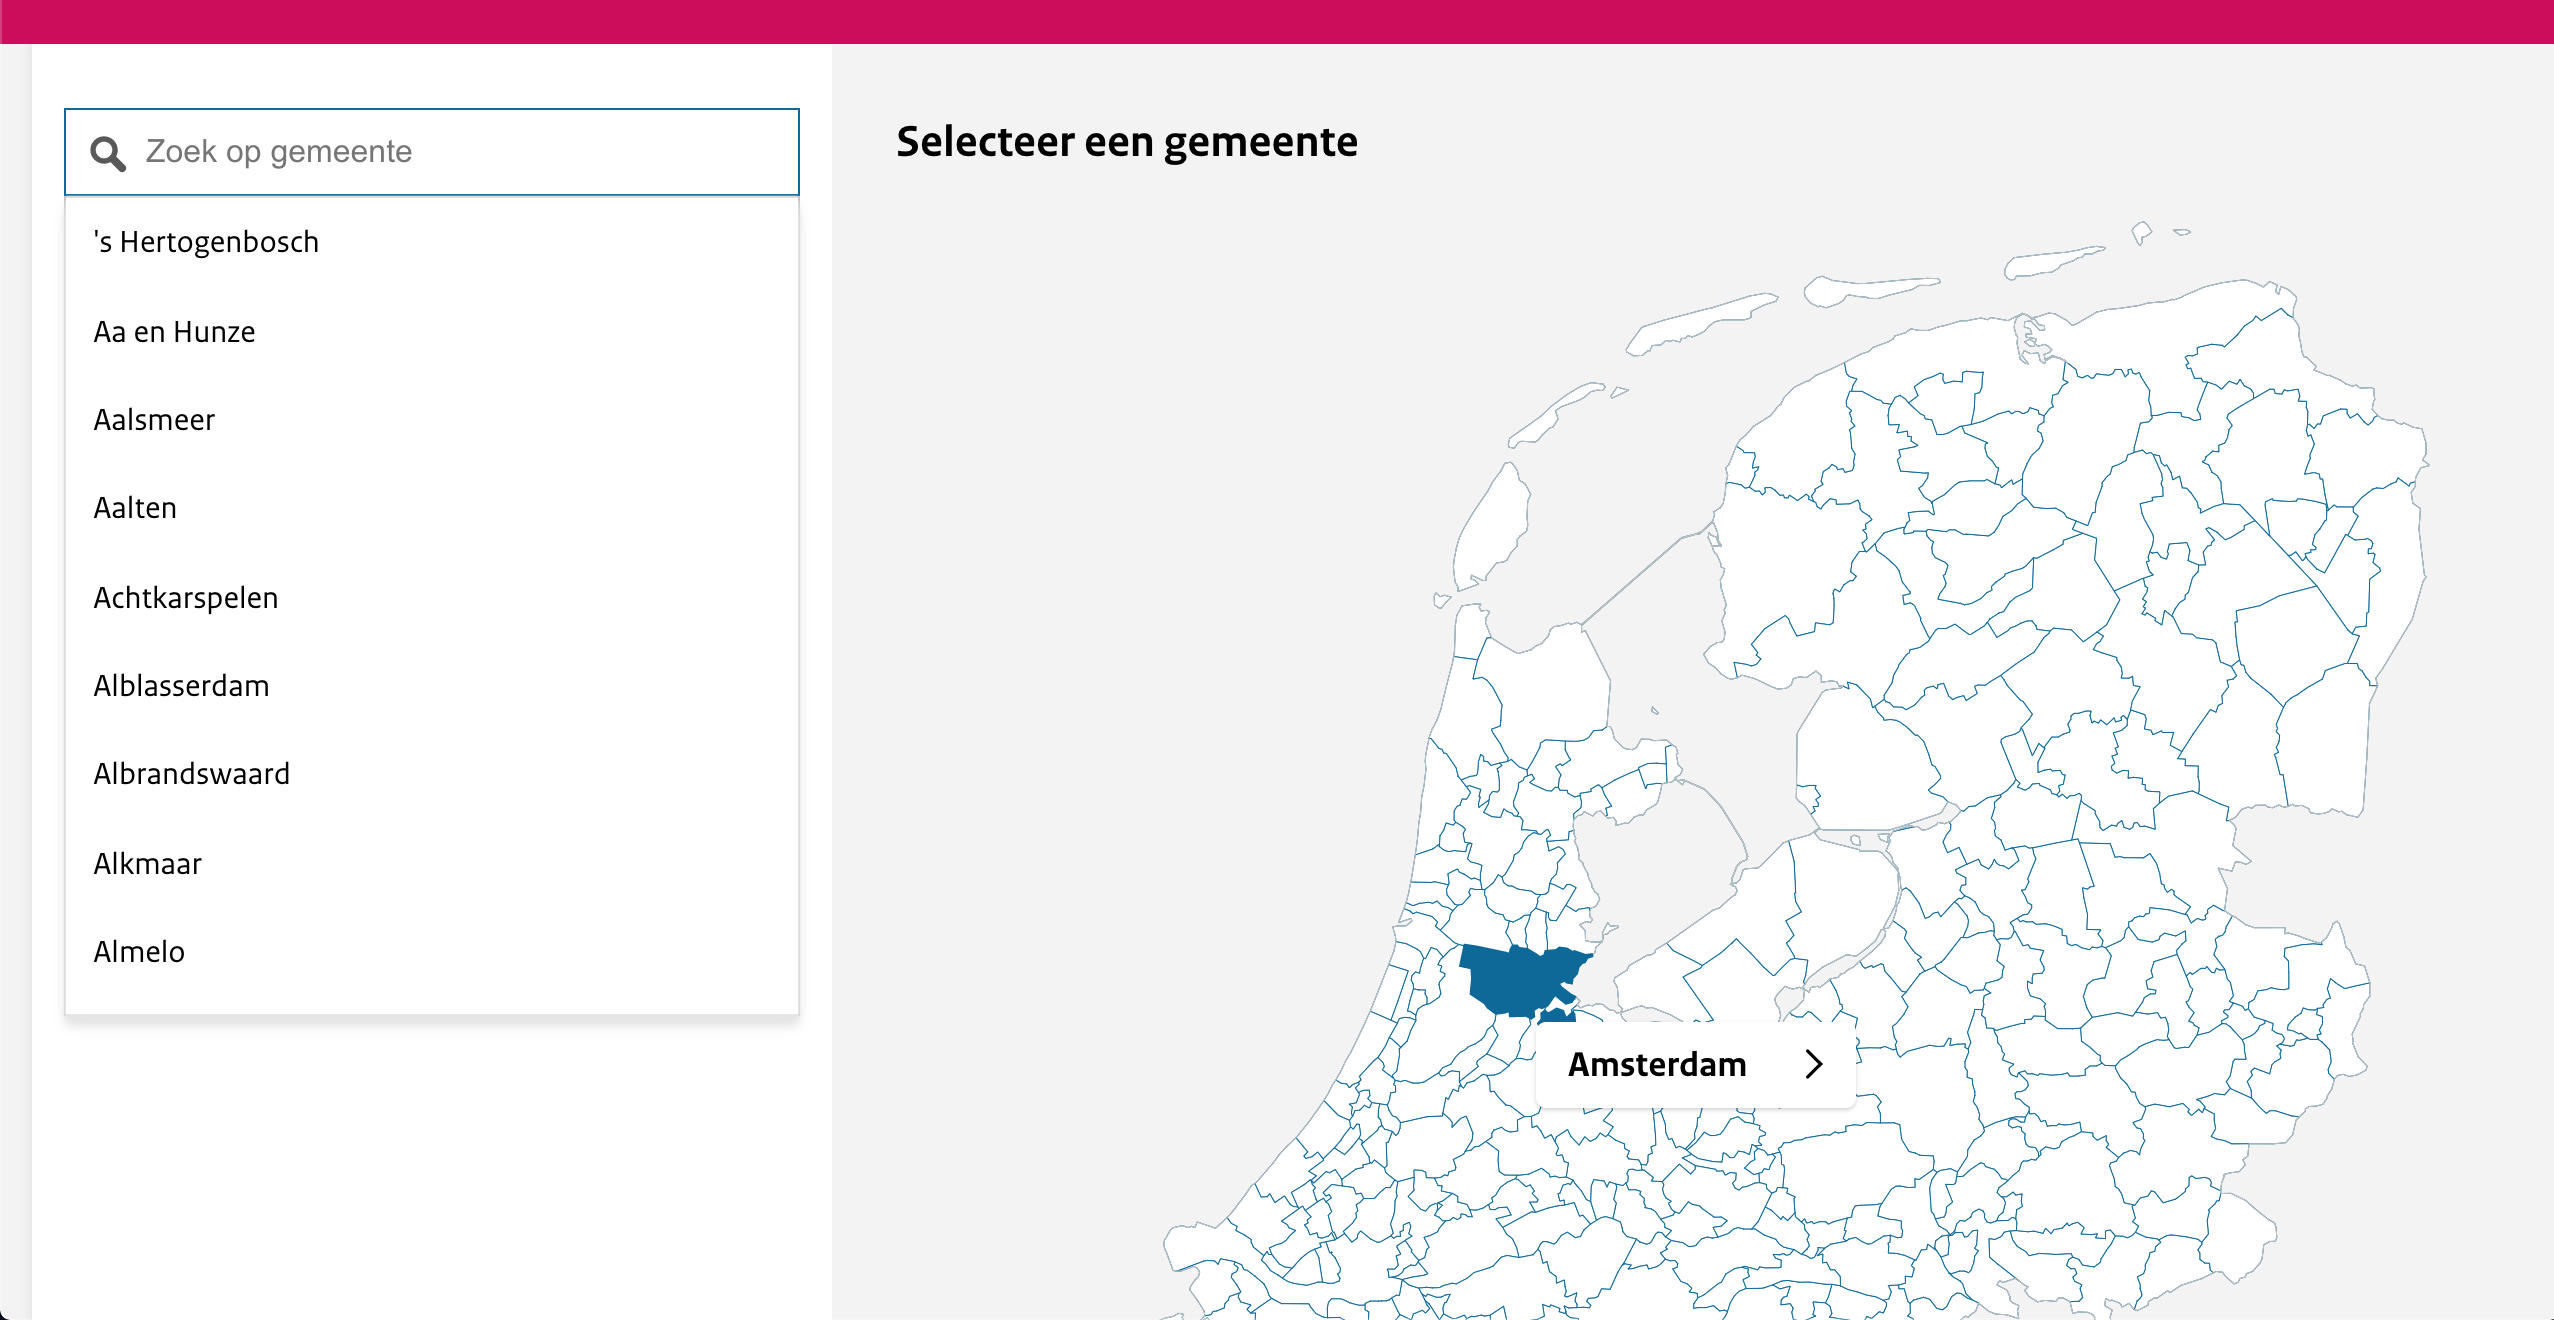 Zoek op gemeente
's Hertogenbosch
Aa en Hunze
Aalsmeer
Aalten
Achtkarspelen
Alblasserdam
Albrandswaard
Alkmaar
Almelo
Selecteer een gemeente
Amsterdam